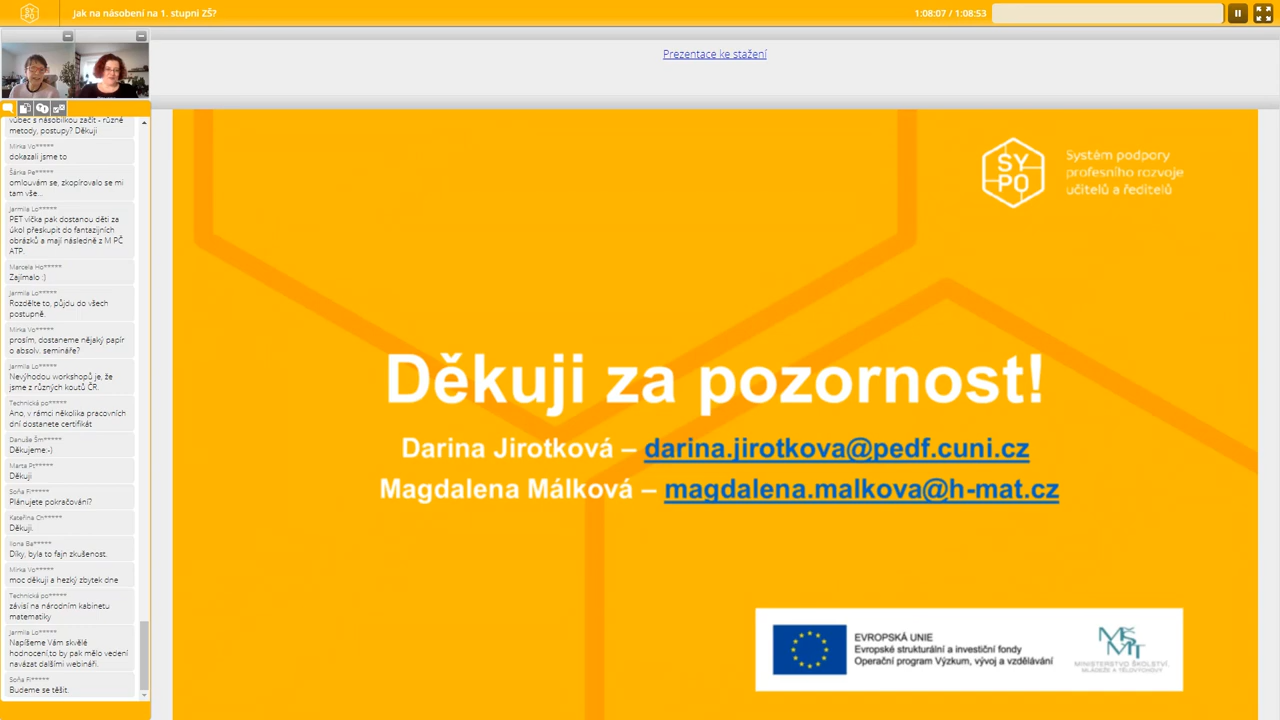 Jak na násobení na 1. stupni ZŠ?
1:08:07 / 1:08:53
Prezentace ke stažení
vůbec s násobilkou začít - různé
metody, postupy? Děkuji
Mirka Vo*****
dokazali jsme to
Šárka Pe*****
omlouvám se, zkopírovalo se mi
tam vše...
Jarmila Lo*****
PET víčka pak dostanou děti za
úkol přeskupit do fantazijních
obrázků a mají následně z M PČ
ATP.
Marcela Ho*****
Zajímalo :)
Jarmila Lo*****
Rozdělte to, půjdu do všech
postupně.
Mirka Vo*****
prosím, dostaneme nějaký papír
o absolv. semináře?
Jarmila Lo*****
Nevýhodou workshopů je, že
jsme z různých koutů ČR.
Technická po*****
Ano, v rámci několika pracovních
dní dostanete certifikát
Danuše Šm*****
Děkujeme:-)
Marta Pt*****
Děkuji
Soňa Fi*****
Plánujete pokračování?
Kateřina Ch*****
Děkuji.
Ilona Ba*****
Díky, byla to fajn zkušenost.
Mirka Vo*****
moc děkuji a hezký zbytek dne
Technická po*****
závisí na národním kabinetu
matematiky
Jarmila Lo*****
Napíšeme Vám skvělé
hodnocení,to by pak mělo vedení
navázat dalšími webináři.
Soňa Fi*****
Budeme se těšit.
SY
PO
Systém podpory
profesního rozvoje
učitelů a ředitelů
Děkuji za pozornost!
Darina Jirotková – darina.jirotkova@pedf.cuni.cz
Magdalena Málková – magdalena.malkova@h-mat.cz
EVROPSKÁ UNIE
Evropské strukturální a investiční fondy
Operační program Výzkum, vývoj a vzdělávání
MŠMT
MINISTERSTVO ŠKOLSTVÍ,
MLÁDEŽE A TĚLOVÝCHOVY